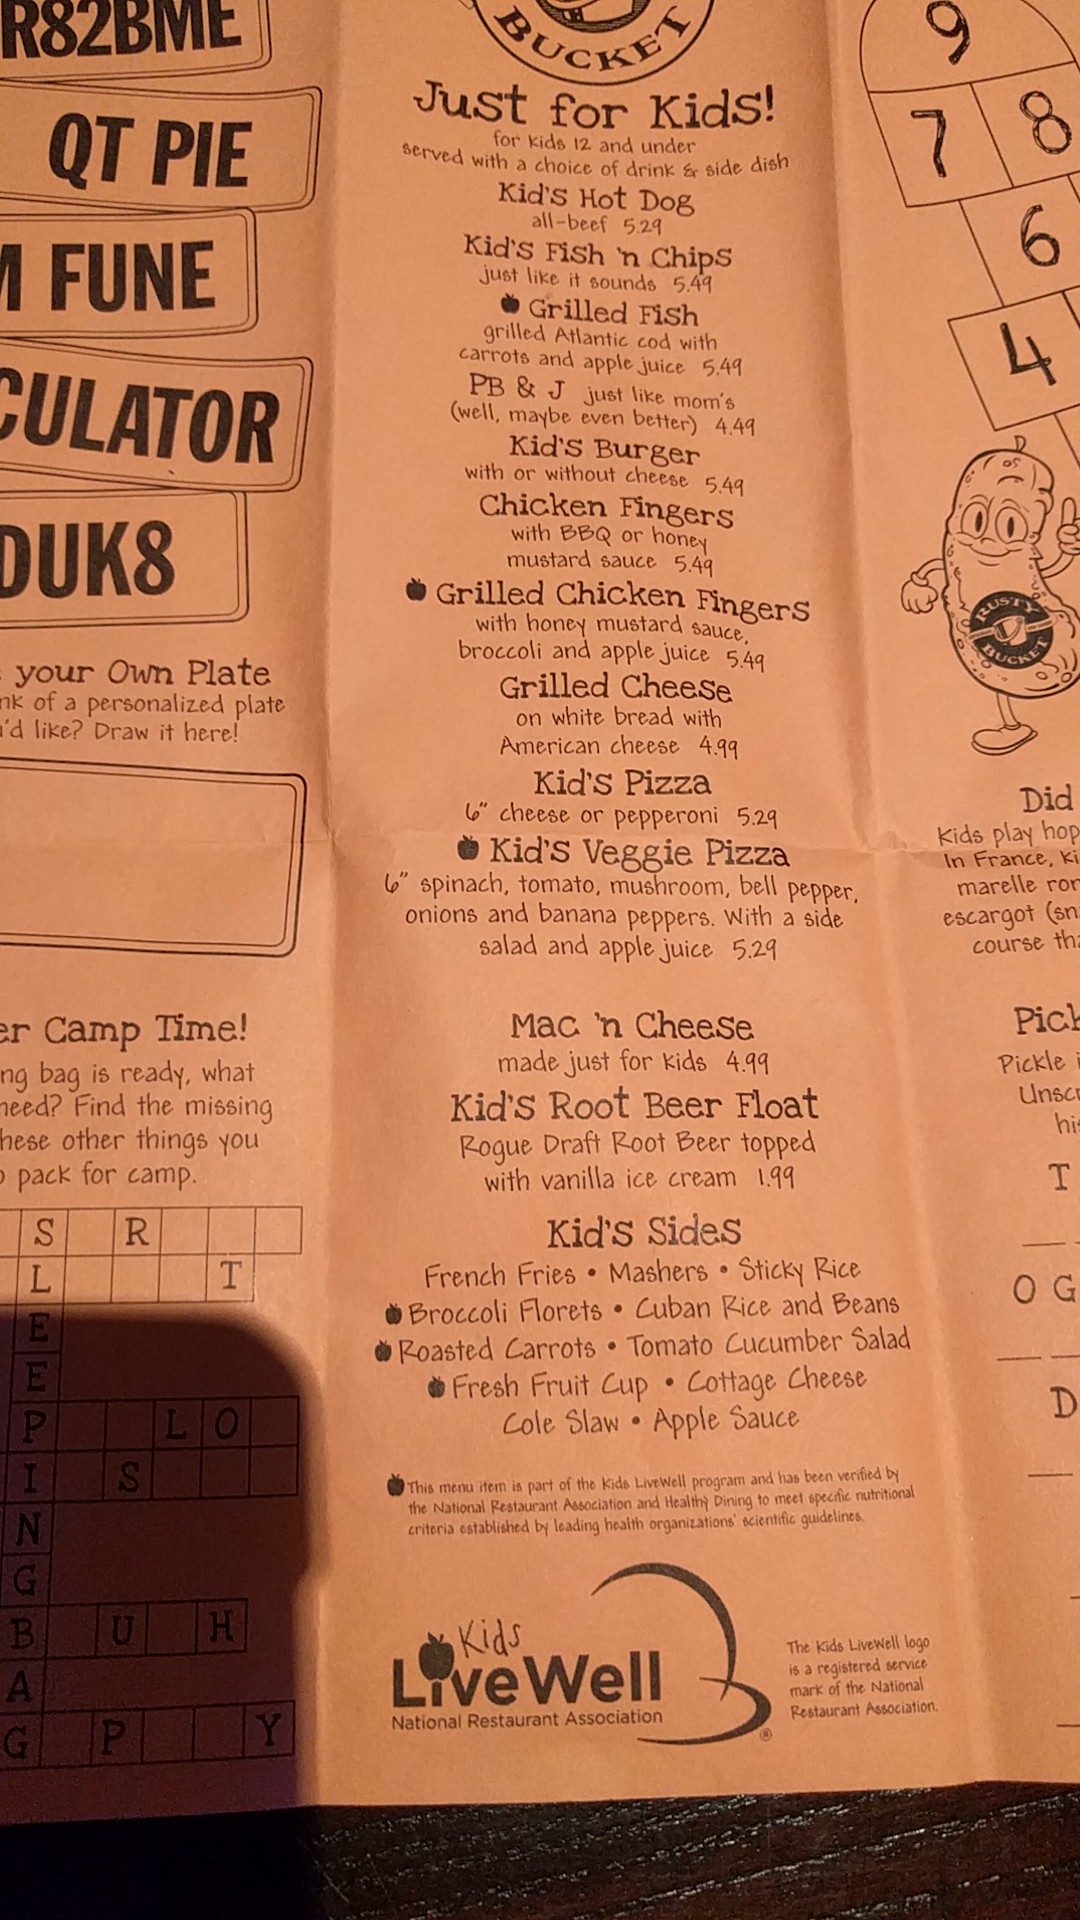 R82BME
QT PIE
FUNE
CULATOR
DUK8
your Own Plate
of a personalized plate
like? Draw it here!
Camp Time!
bag is ready, what
need? Find the missing
these other things you
pack for camp.
S R
L T
E
E
P L O
I S
N
G
B U H
A
G P Y
BUCKET
Just for Kids!
for kids 12 and under
served with a choice of drink & side dish
Kid's Hot Dog
all-beef 5.29
Kid's Fish 'n Chips
just like it sounds 5.49
Grilled Fish
grilled Atlantic cod with
carrots and apple juice 5.49
PB & J just like mom's
(well, maybe even better) 4.49
Kid's Burger
with or without cheese 5.49
Chicken Fingers
with BBQ or honey
mustard sauce 5.49
Grilled Chicken Fingers
with honey mustard sauce,
broccoli and apple juice 5.49
Grilled Cheese
on white bread with
American cheese 4.99
Kid's Pizza
6" cheese or pepperoni 5.29
Kid's Veggie Pizza
6" spinach, tomato, mushroom, bell pepper,
onions and banana peppers. With a side
salad and apple juice 5.29
Mac 'n Cheese
made just for kids 4.99
Kid's Root Beer Float
Rogue Draft Root Beer topped
with vanilla ice cream 1.99
Kid's Sides
French Fries • Mashers • Sticky Rice
Broccoli Florets • Cuban Rice and Beans
Roasted Carrots • Tomato Cucumber Salad
Fresh Fruit Cup • Cottage Cheese
Cole Slaw • Apple Sauce
This menu item is part of the Kids LiveWell program and has been verified by
the National Restaurant Association and Healthy Dining to meet specific nutritional
criteria established by leading health organizations' scientific guidelines.
Kids
LiveWell
National Restaurant Association
®
The Kids LiveWell logo
is a registered service
mark of the National
Restaurant Association.
9
7 8
6
4
RUSTY
BUCKET
Did
Kids play hop
In France, ki
marelle ron
escargot (sna
course tha
Pick
Pickle i
Unscr
hi
T
O G
D